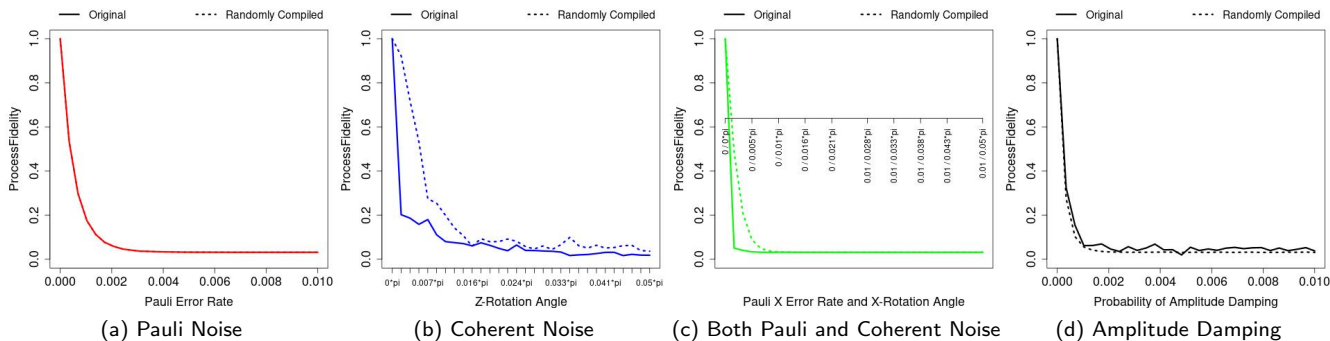 Original Randomly Compiled
ProcessFidelity
1.0
0.8
0.6
0.4
0.2
0.0
0.000 0.002 0.004 0.006 0.008 0.010
Pauli Error Rate
(a) Pauli Noise
Original Randomly Compiled
ProcessFidelity
1.0
0.8
0.6
0.4
0.2
0.0
0*pi 0.007*pi 0.016*pi 0.024*pi 0.033*pi 0.041*pi 0.05*pi
Z-Rotation Angle
(b) Coherent Noise
Original Randomly Compiled
ProcessFidelity
1.0
0.8
0.6
0.4
0.2
0.0
0 / 0*pi
0 / 0.005*pi
0 / 0.01*pi
0 / 0.016*pi
0 / 0.021*pi
0.01 / 0.028*pi
0.01 / 0.033*pi
0.01 / 0.038*pi
0.01 / 0.043*pi
0.01 / 0.05*pi
Pauli X Error Rate and X-Rotation Angle
(c) Both Pauli and Coherent Noise
Original Randomly Compiled
ProcessFidelity
1.0
0.8
0.6
0.4
0.2
0.0
0.000 0.002 0.004 0.006 0.008 0.010
Probability of Amplitude Damping
(d) Amplitude Damping